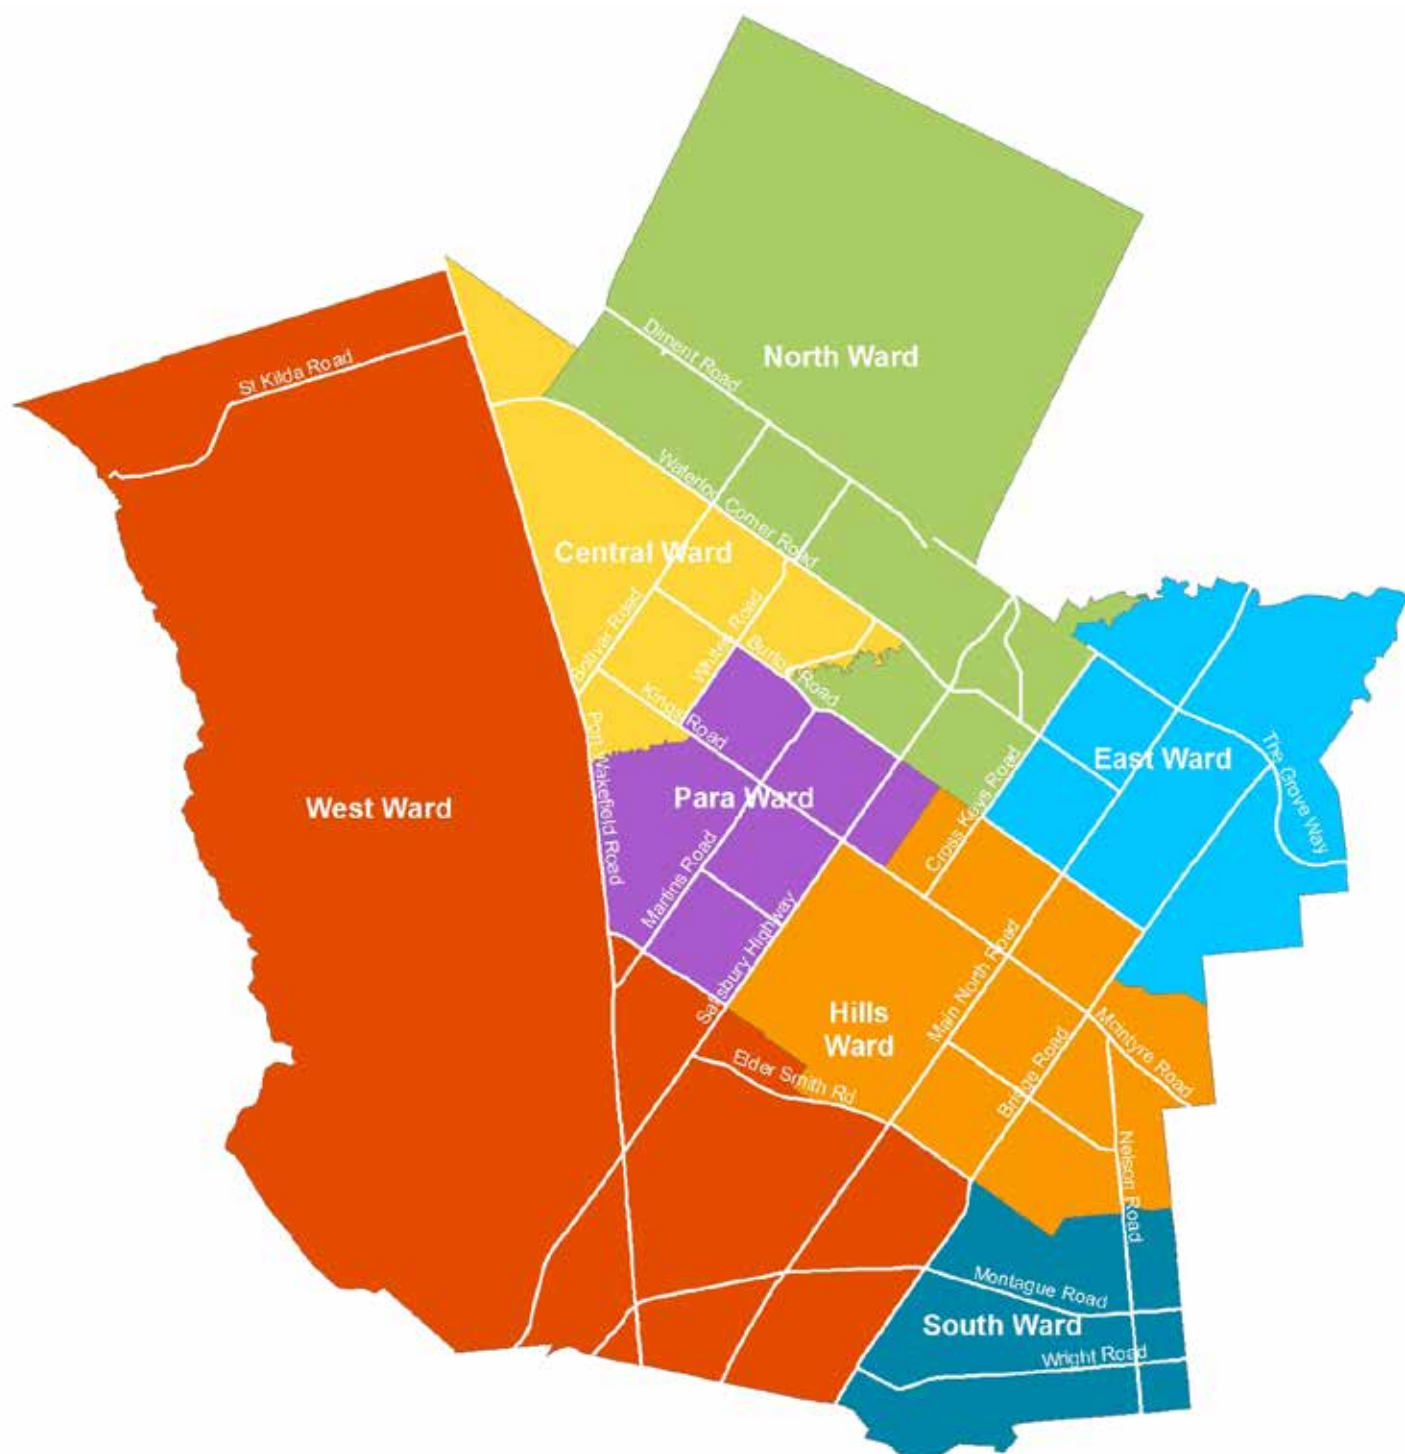 Diment Road
North Ward
St Kilda Road
Waterloo Corner Road
Central Ward
Bolivar Road
Whites Road
Burton Road
Kings Road
Port Wakefield Road
Para Ward
East Ward
The Grove Way
Cross Keys Road
West Ward
Martins Road
Salisbury Highway
Main North Road
Hills
Ward
McIntyre Road
Elder Smith Rd
Bridge Road
Nelson Road
Montague Road
South Ward
Wright Road